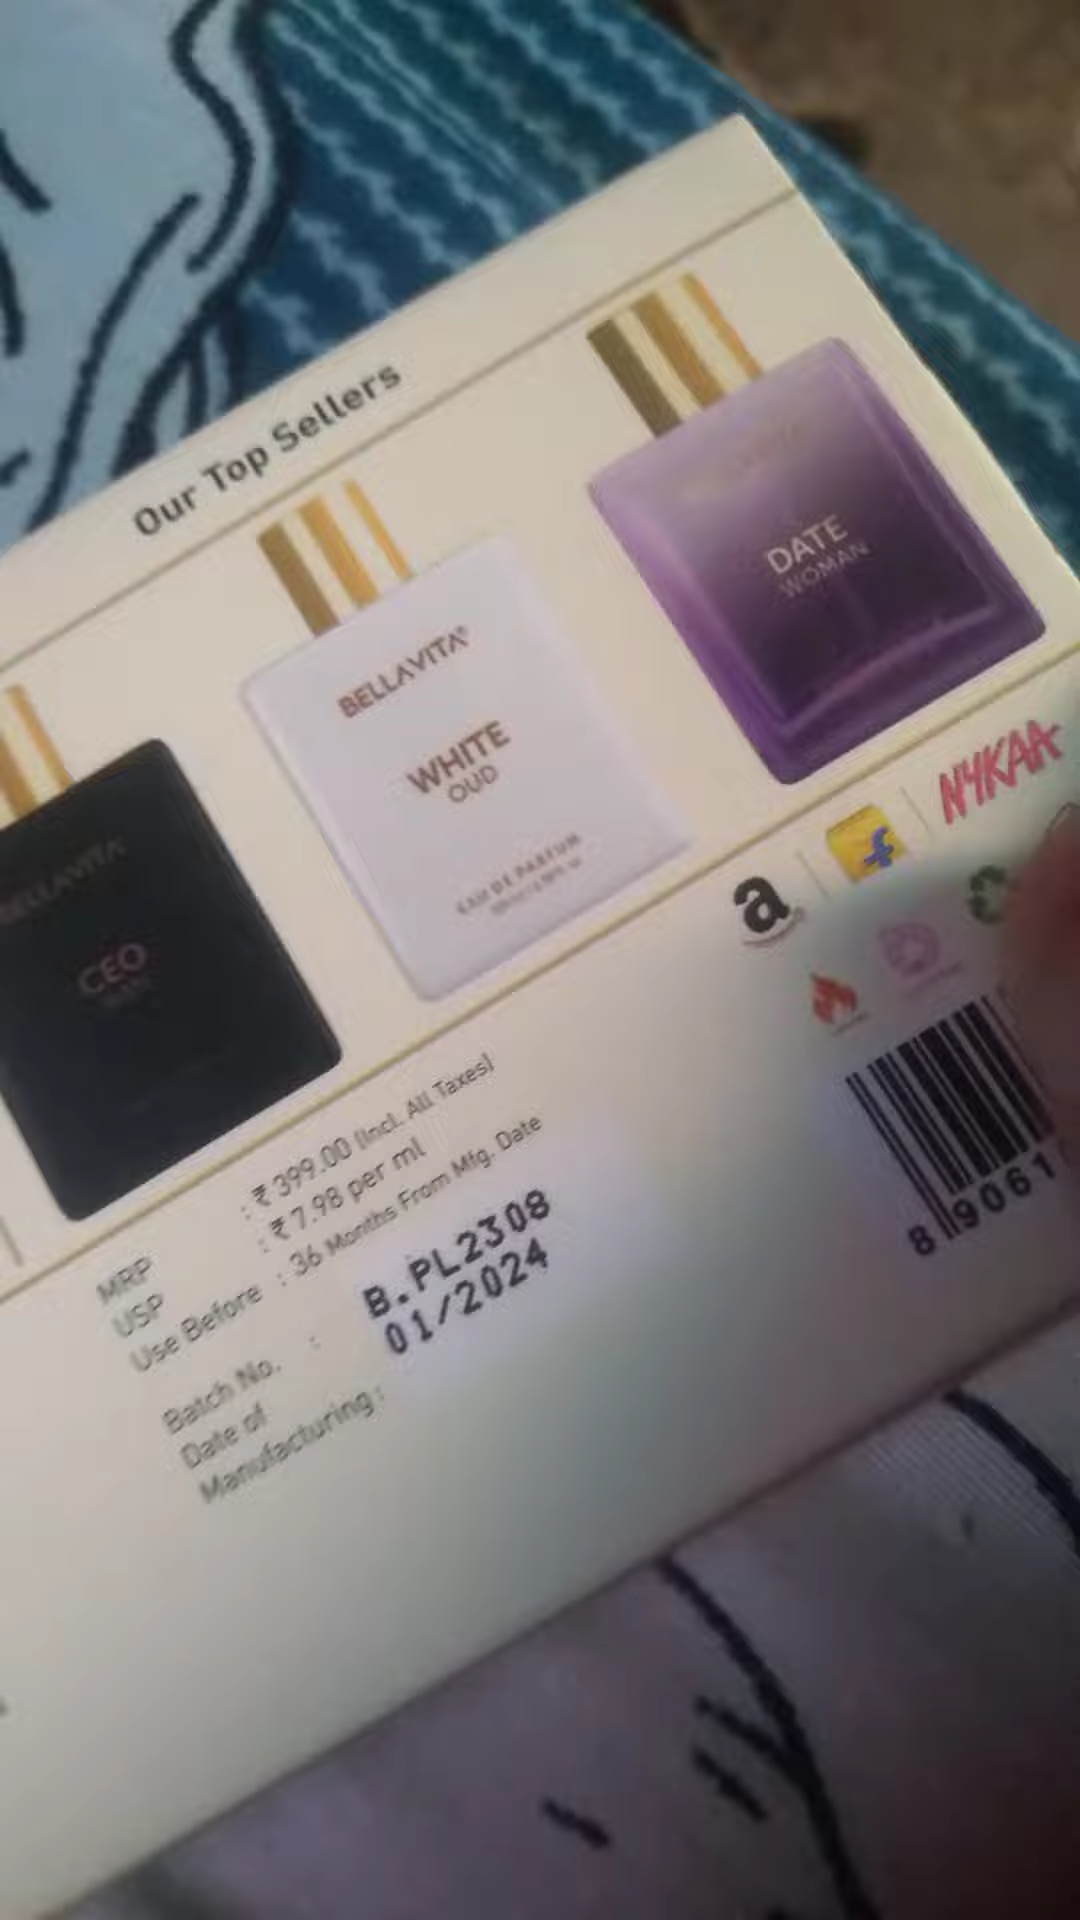 Our Top Sellers
BELLAVITA
CEO
MAN
BELLAVITA®
WHITE
OUD
EAU DE PARFUM
DATE
WOMAN
a
f
NYKAA
MRP : ₹ 399.00 (Incl. All Taxes)
USP : ₹ 7.98 per ml
Use Before : 36 Months From Mfg. Date
Batch No. : B.PL2308
Date of 01/2024
Manufacturing :
8 9061